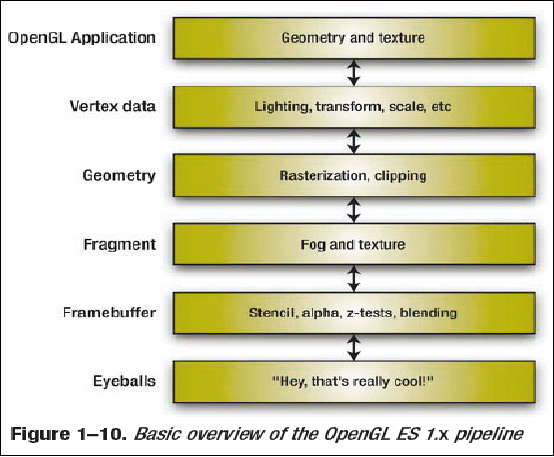 OpenGL Application Geometry and texture
Vertex data Lighting, transform, scale, etc
Geometry Rasterization, clipping
Fragment Fog and texture
Framebuffer Stencil, alpha, z-tests, blending
Eyeballs "Hey, that's really cool!"
Figure 1–10. Basic overview of the OpenGL ES 1.x pipeline